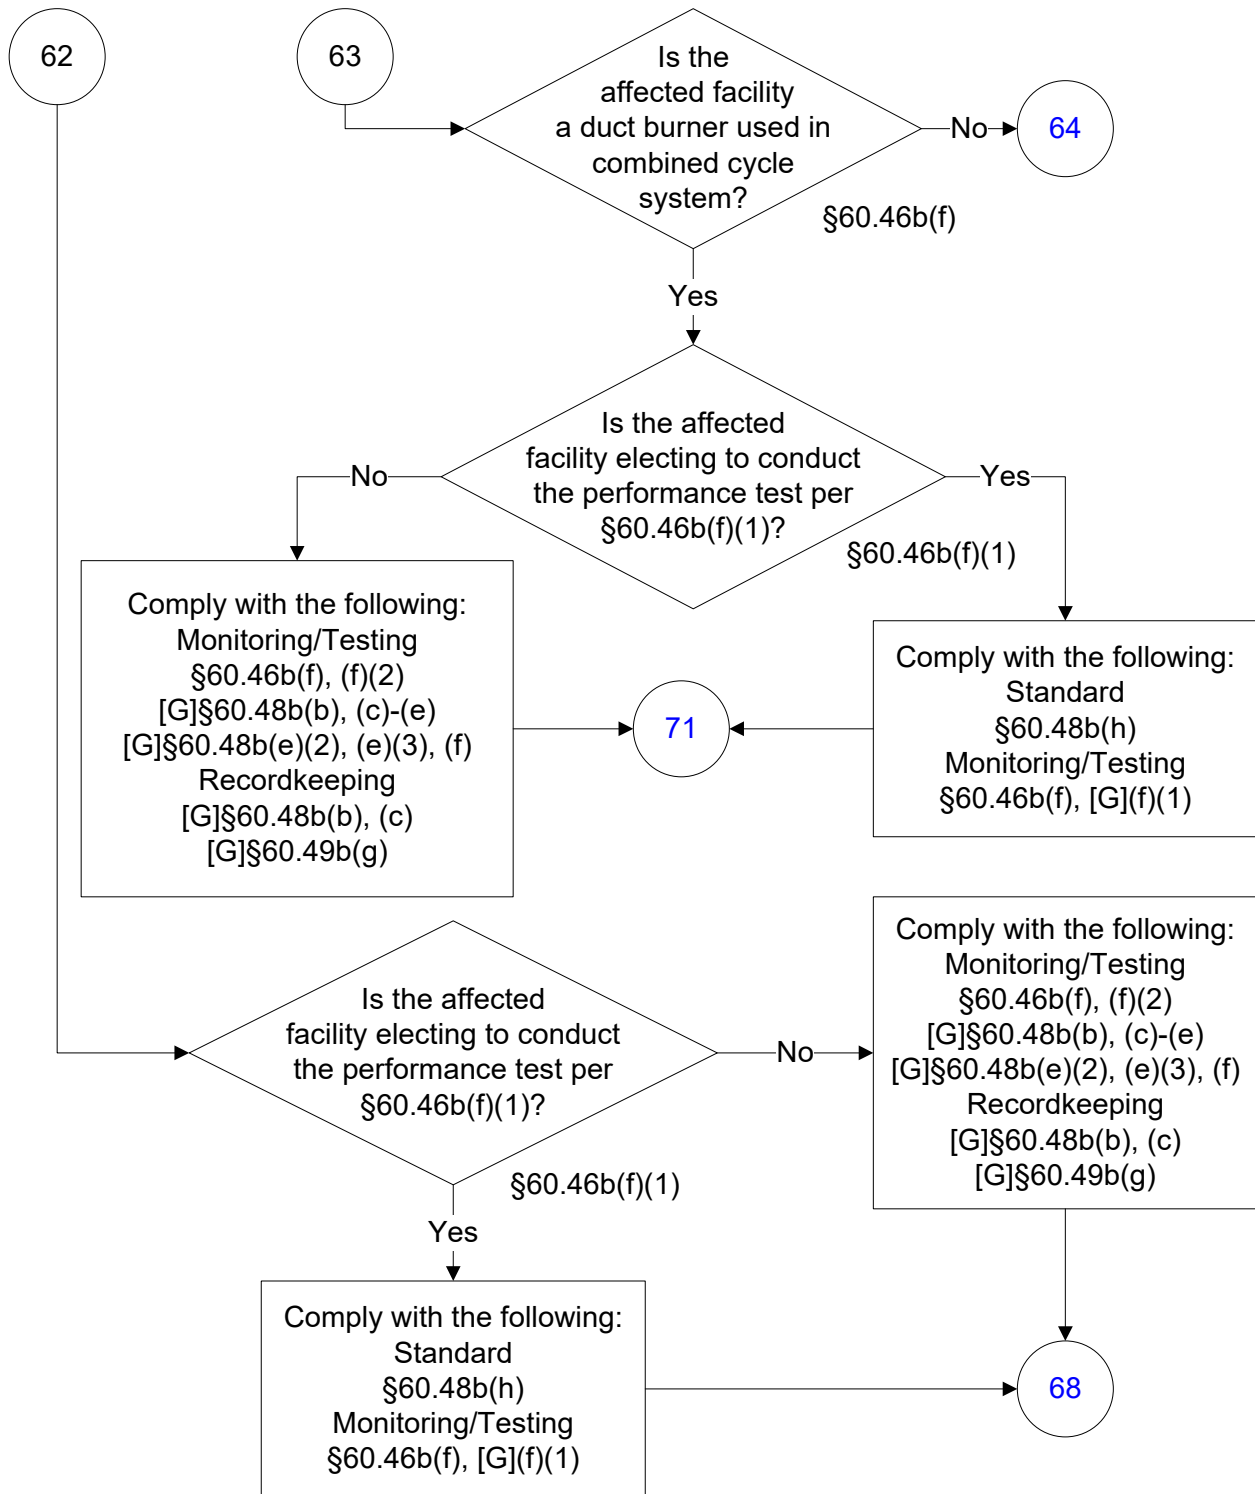 62
63
Is the
affected facility
a duct burner used in
combined cycle
system?
No
64
§60.46b(f)
Yes
Is the affected
facility electing to conduct
the performance test per
§60.46b(f)(1)?
No
Yes
§60.46b(f)(1)
Comply with the following:
Monitoring/Testing
§60.46b(f), (f)(2)
[G]§60.48b(b), (c)-(e)
[G]§60.48b(e)(2), (e)(3), (f)
Recordkeeping
[G]§60.48b(b), (c)
[G]§60.49b(g)
71
Comply with the following:
Standard
§60.48b(h)
Monitoring/Testing
§60.46b(f), [G](f)(1)
Is the affected
facility electing to conduct
the performance test per
§60.46b(f)(1)?
No
§60.46b(f)(1)
Yes
Comply with the following:
Monitoring/Testing
§60.46b(f), (f)(2)
[G]§60.48b(b), (c)-(e)
[G]§60.48b(e)(2), (e)(3), (f)
Recordkeeping
[G]§60.48b(b), (c)
[G]§60.49b(g)
Comply with the following:
Standard
§60.48b(h)
Monitoring/Testing
§60.46b(f), [G](f)(1)
68